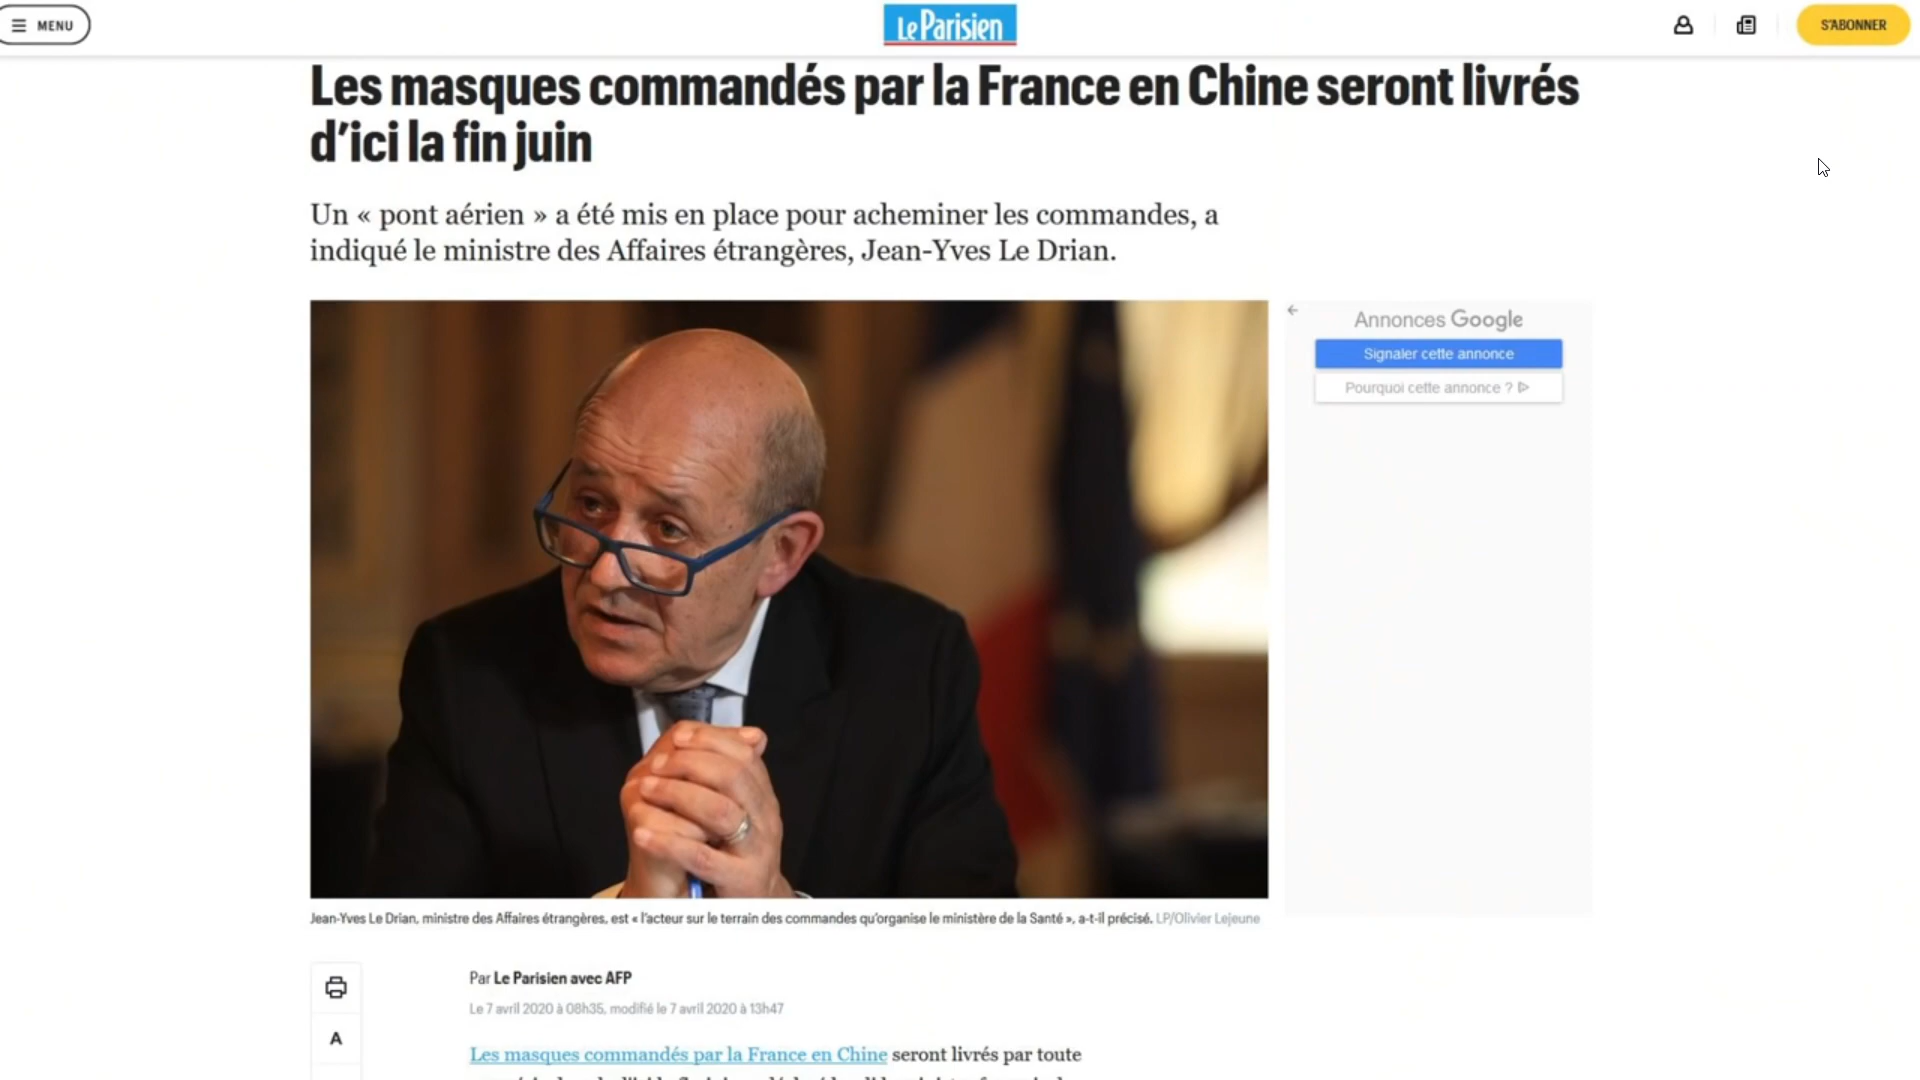 MENU
Le Parisien
S'ABONNER
Les masques commandés par la France en Chine seront livrés
d'ici la fin juin
Un « pont aérien » a été mis en place pour acheminer les commandes, a
indiqué le ministre des Affaires étrangères, Jean-Yves Le Drian.
Annonces Google
Signaler cette annonce
Pourquoi cette annonce ?
Jean-Yves Le Drian, ministre des Affaires étrangères, est « l'acteur sur le terrain des commandes qu'organise le ministère de la Santé », a-t-il précisé. LP/Olivier Lejeune
Par Le Parisien avec AFP
Le 7 avril 2020 à 08h35, modifié le 7 avril 2020 à 13h47
A
Les masques commandés par la France en Chine seront livrés par toute